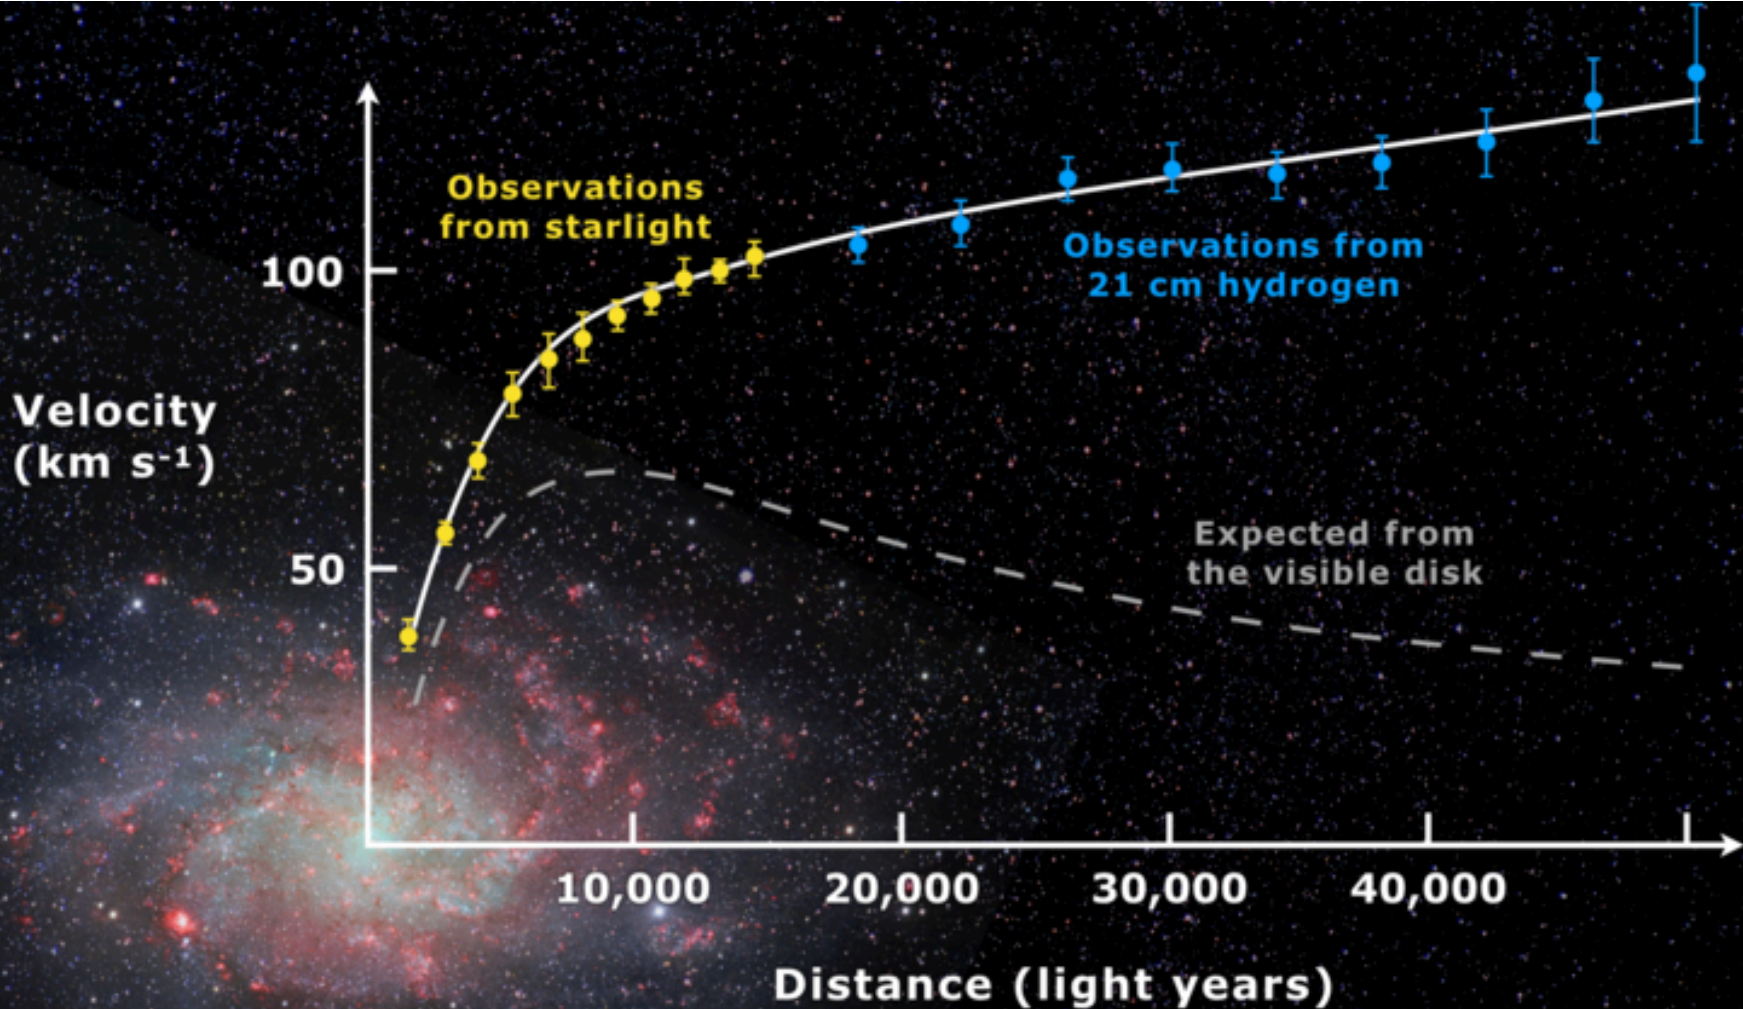 Observations
from starlight
100
Observations from
21 cm hydrogen
Velocity
(km s⁻¹)
50
Expected from
the visible disk
10,000
20,000
30,000
40,000
Distance (light years)